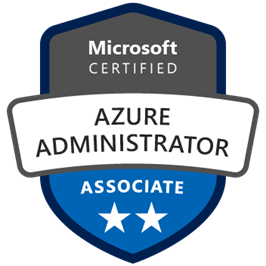 Microsoft
CERTIFIED
AZURE
ADMINISTRATOR
ASSOCIATE